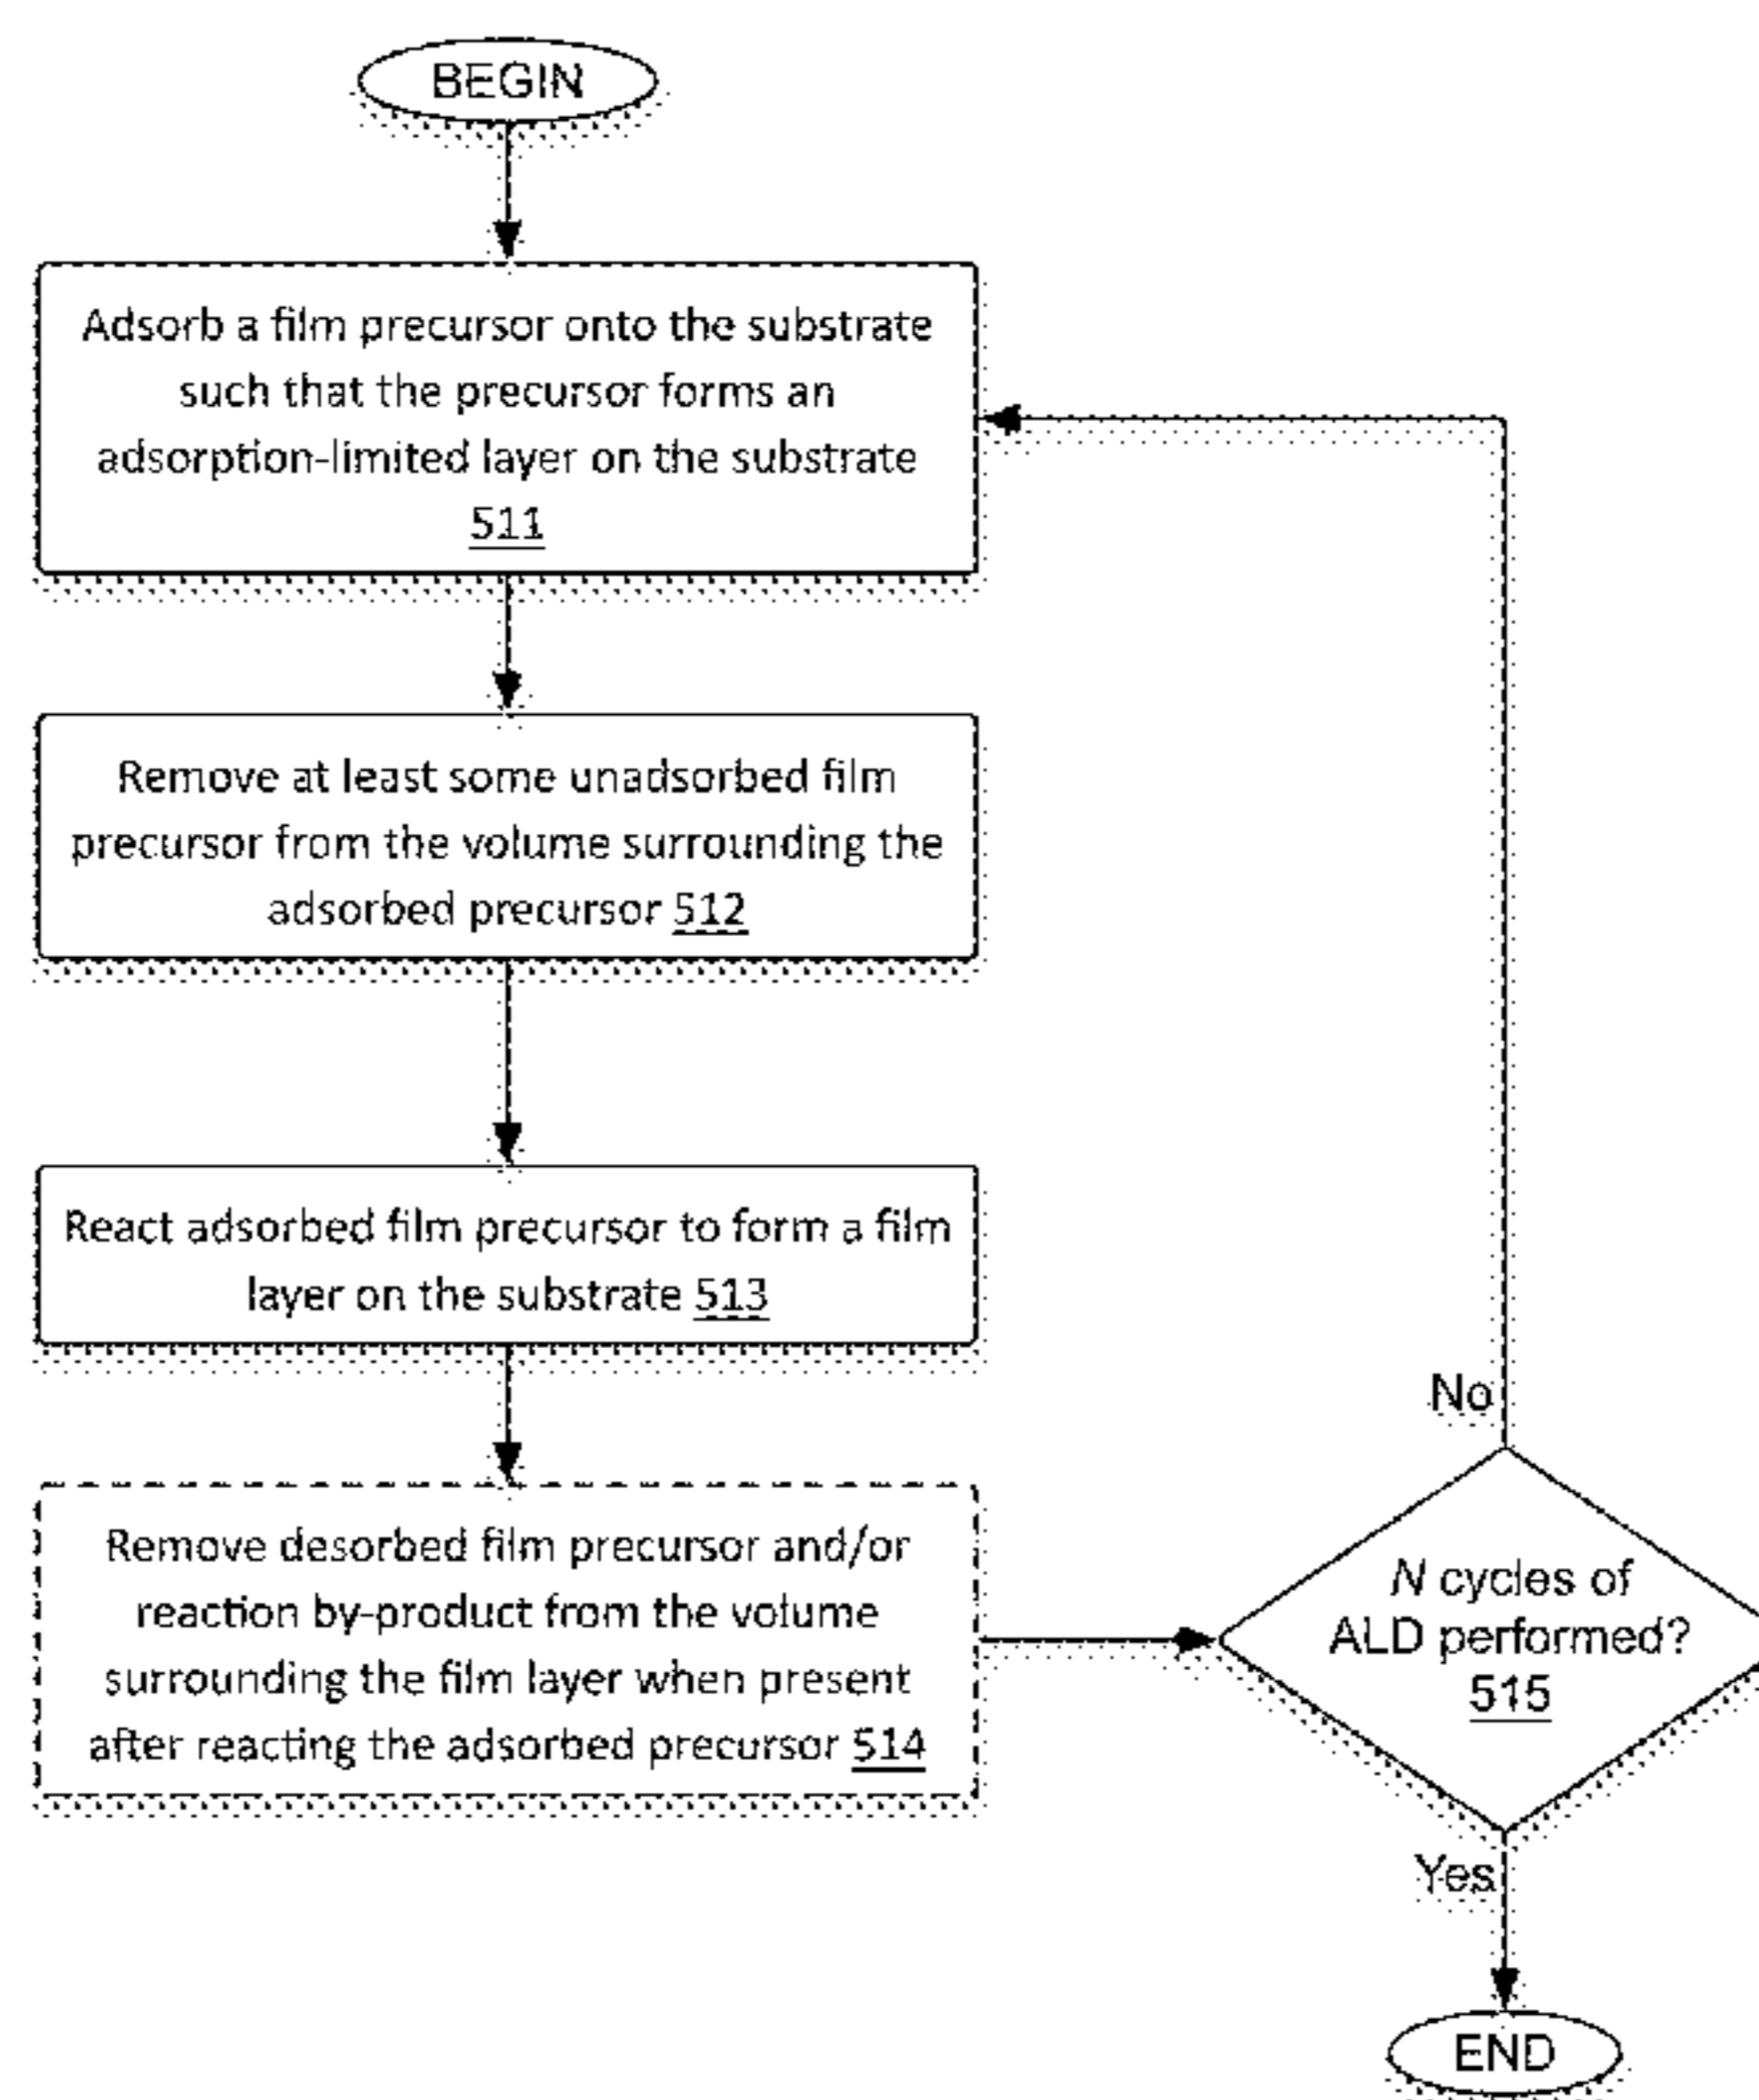 BEGIN
Adsorb a film precursor onto the substrate
such that the precursor forms an
adsorption-limited layer on the substrate
511
Remove at least some unadsorbed film
precursor from the volume surrounding the
adsorbed precursor 512
React adsorbed film precursor to form a film
layer on the substrate 513
Remove desorbed film precursor and/or
reaction by-product from the volume
surrounding the film layer when present
after reacting the adsorbed precursor 514
No
N cycles of
ALD performed?
515
Yes
END